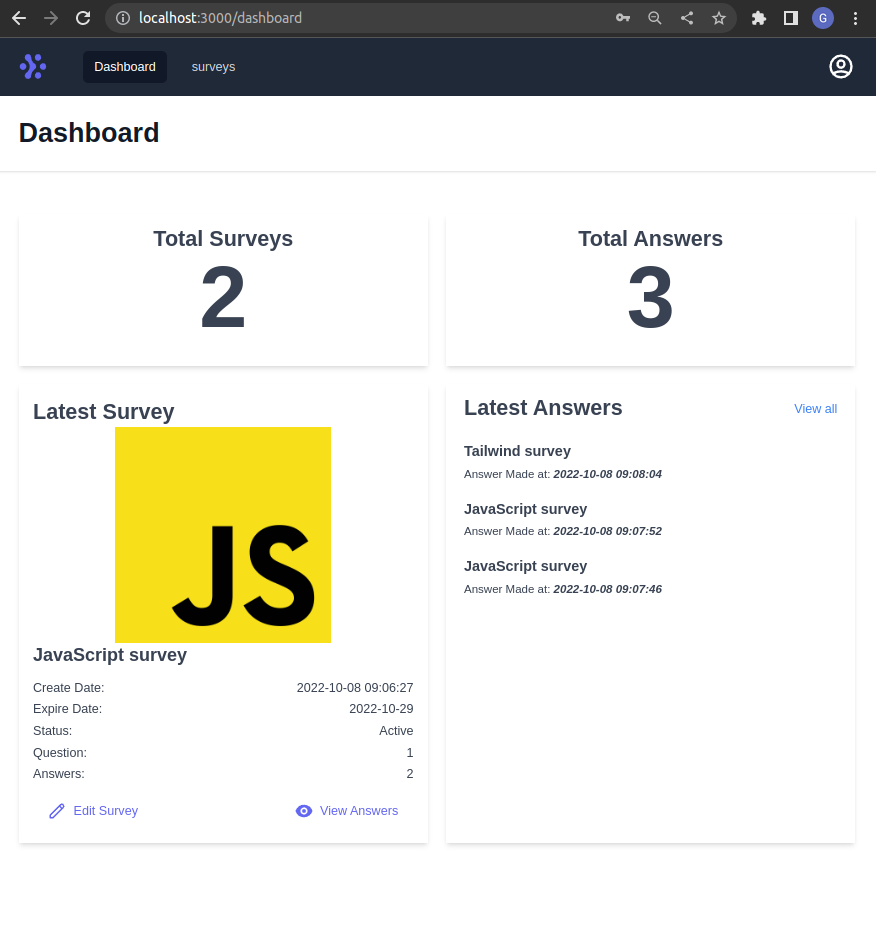 localhost:3000/dashboard
G
Dashboard surveys
Dashboard
Total Surveys
2
Total Answers
3
Latest Survey
JS
JavaScript survey
Create Date: 2022-10-08 09:06:27
Expire Date: 2022-10-29
Status: Active
Question: 1
Answers: 2
Edit Survey View Answers
Latest Answers View all
Tailwind survey
Answer Made at: 2022-10-08 09:08:04
JavaScript survey
Answer Made at: 2022-10-08 09:07:52
JavaScript survey
Answer Made at: 2022-10-08 09:07:46